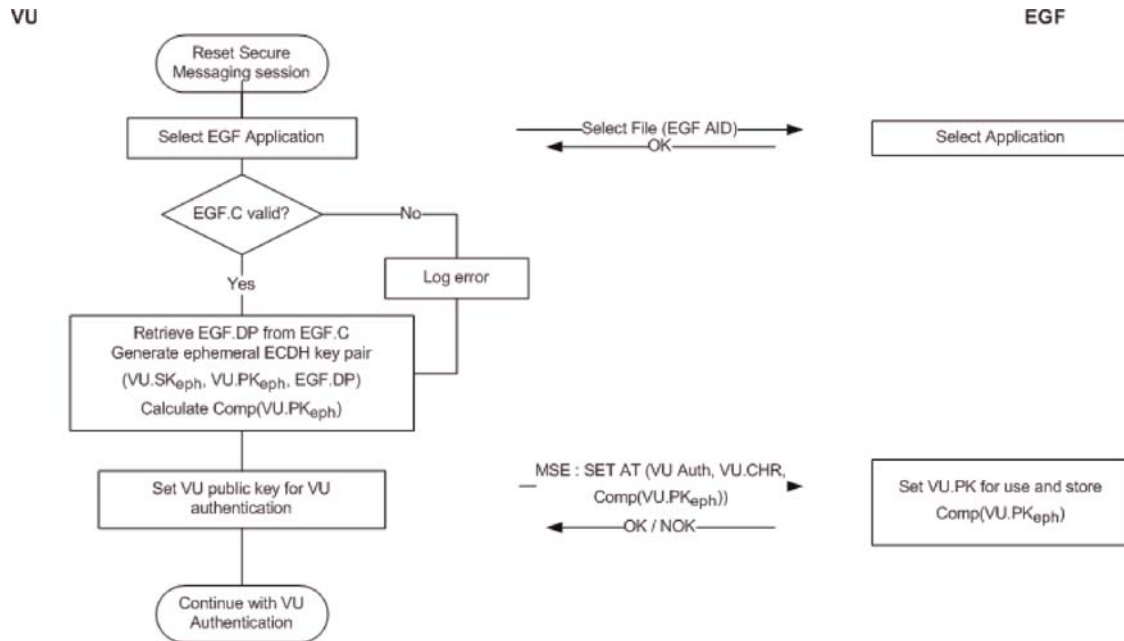 VU
EGF
Reset Secure
Messaging session
Select EGF Application
Select File (EGF AID)
OK
Select Application
EGF.C valid?
No
Log error
Yes
Retrieve EGF.DP from EGF.C
Generate ephemeral ECDH key pair
(VU.SKeph, VU.PKeph, EGF.DP)
Calculate Comp(VU.PKeph)
Set VU public key for VU
authentication
MSE : SET AT (VU Auth, VU.CHR,
Comp(VU.PKeph))
OK / NOK
Set VU.PK for use and store
Comp(VU.PKeph)
Continue with VU
Authentication